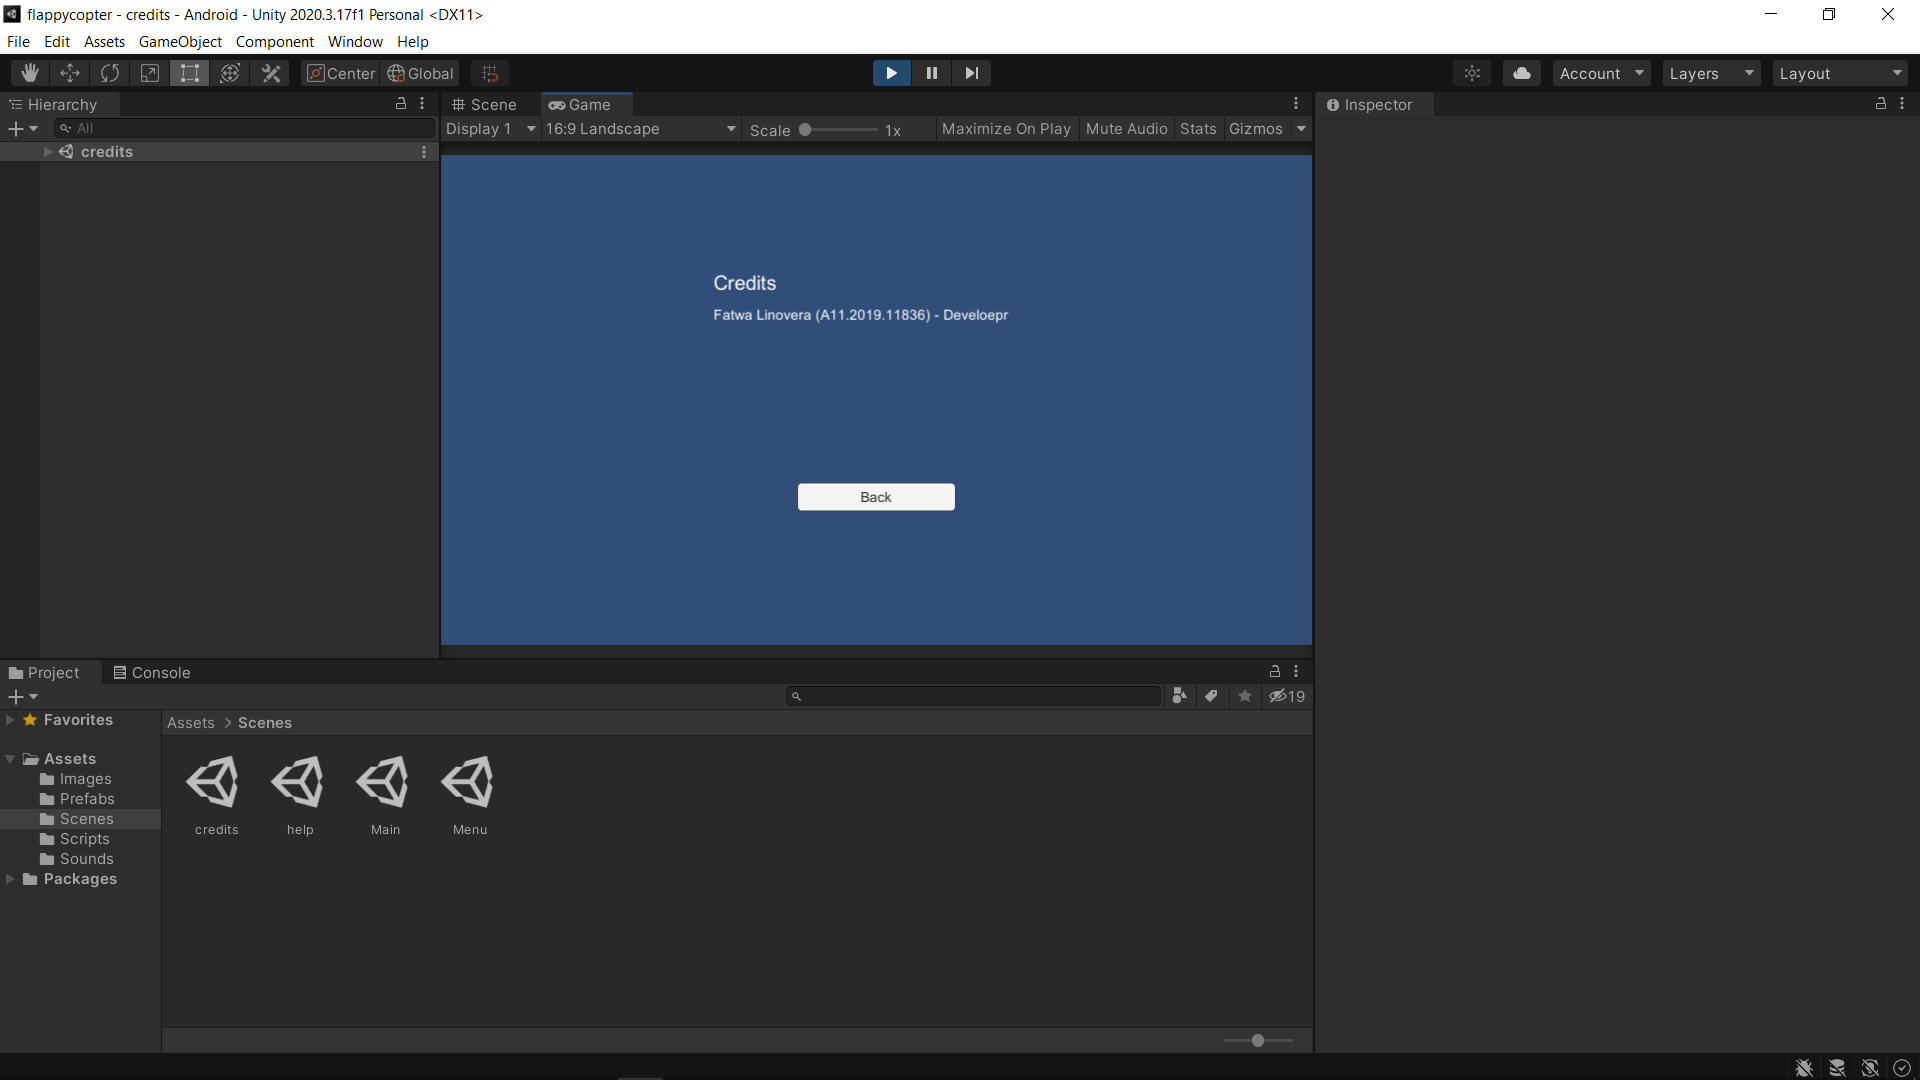 flappycopter - credits - Android - Unity 2020.3.17f1 Personal <DX11>
File Edit Assets GameObject Component Window Help
Center Global Account Layers Layout
Hierarchy Scene Game Inspector
All Display 1 16:9 Landscape Scale 1x Maximize On Play Mute Audio Stats Gizmos
credits
Credits
Fatwa Linovera (A11.2019.11836) - Develoepr
Back
Project Console
19
Favorites
Assets > Scenes
Assets
Images
Prefabs
Scenes
Scripts
Sounds
Packages
credits help Main Menu